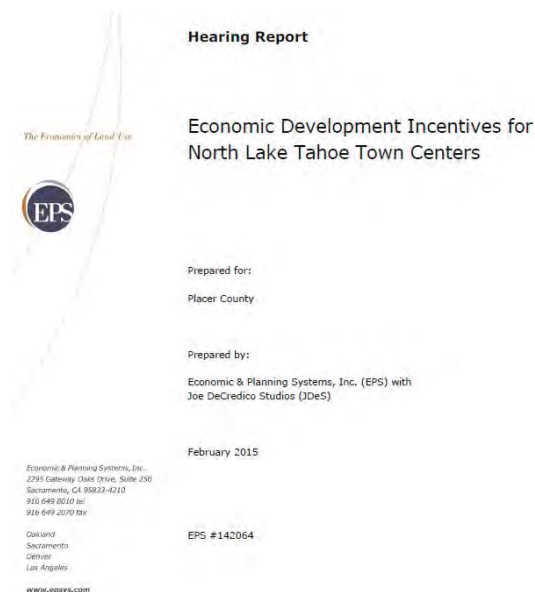 Hearing Report
The Economics of Land Use
Economic Development Incentives for
North Lake Tahoe Town Centers
EPS
Prepared for:
Placer County
Prepared by:
Economic & Planning Systems, Inc. (EPS) with
Joe DeCredico Studios (JDeS)
February 2015
Economic & Planning Systems, Inc.
2295 Gateway Oaks Drive, Suite 250
Sacramento, CA 95833-4210
916 649 8010 tel
916 649 2070 fax
Oakland
Sacramento
Denver
Los Angeles
EPS #142064
www.epsys.com